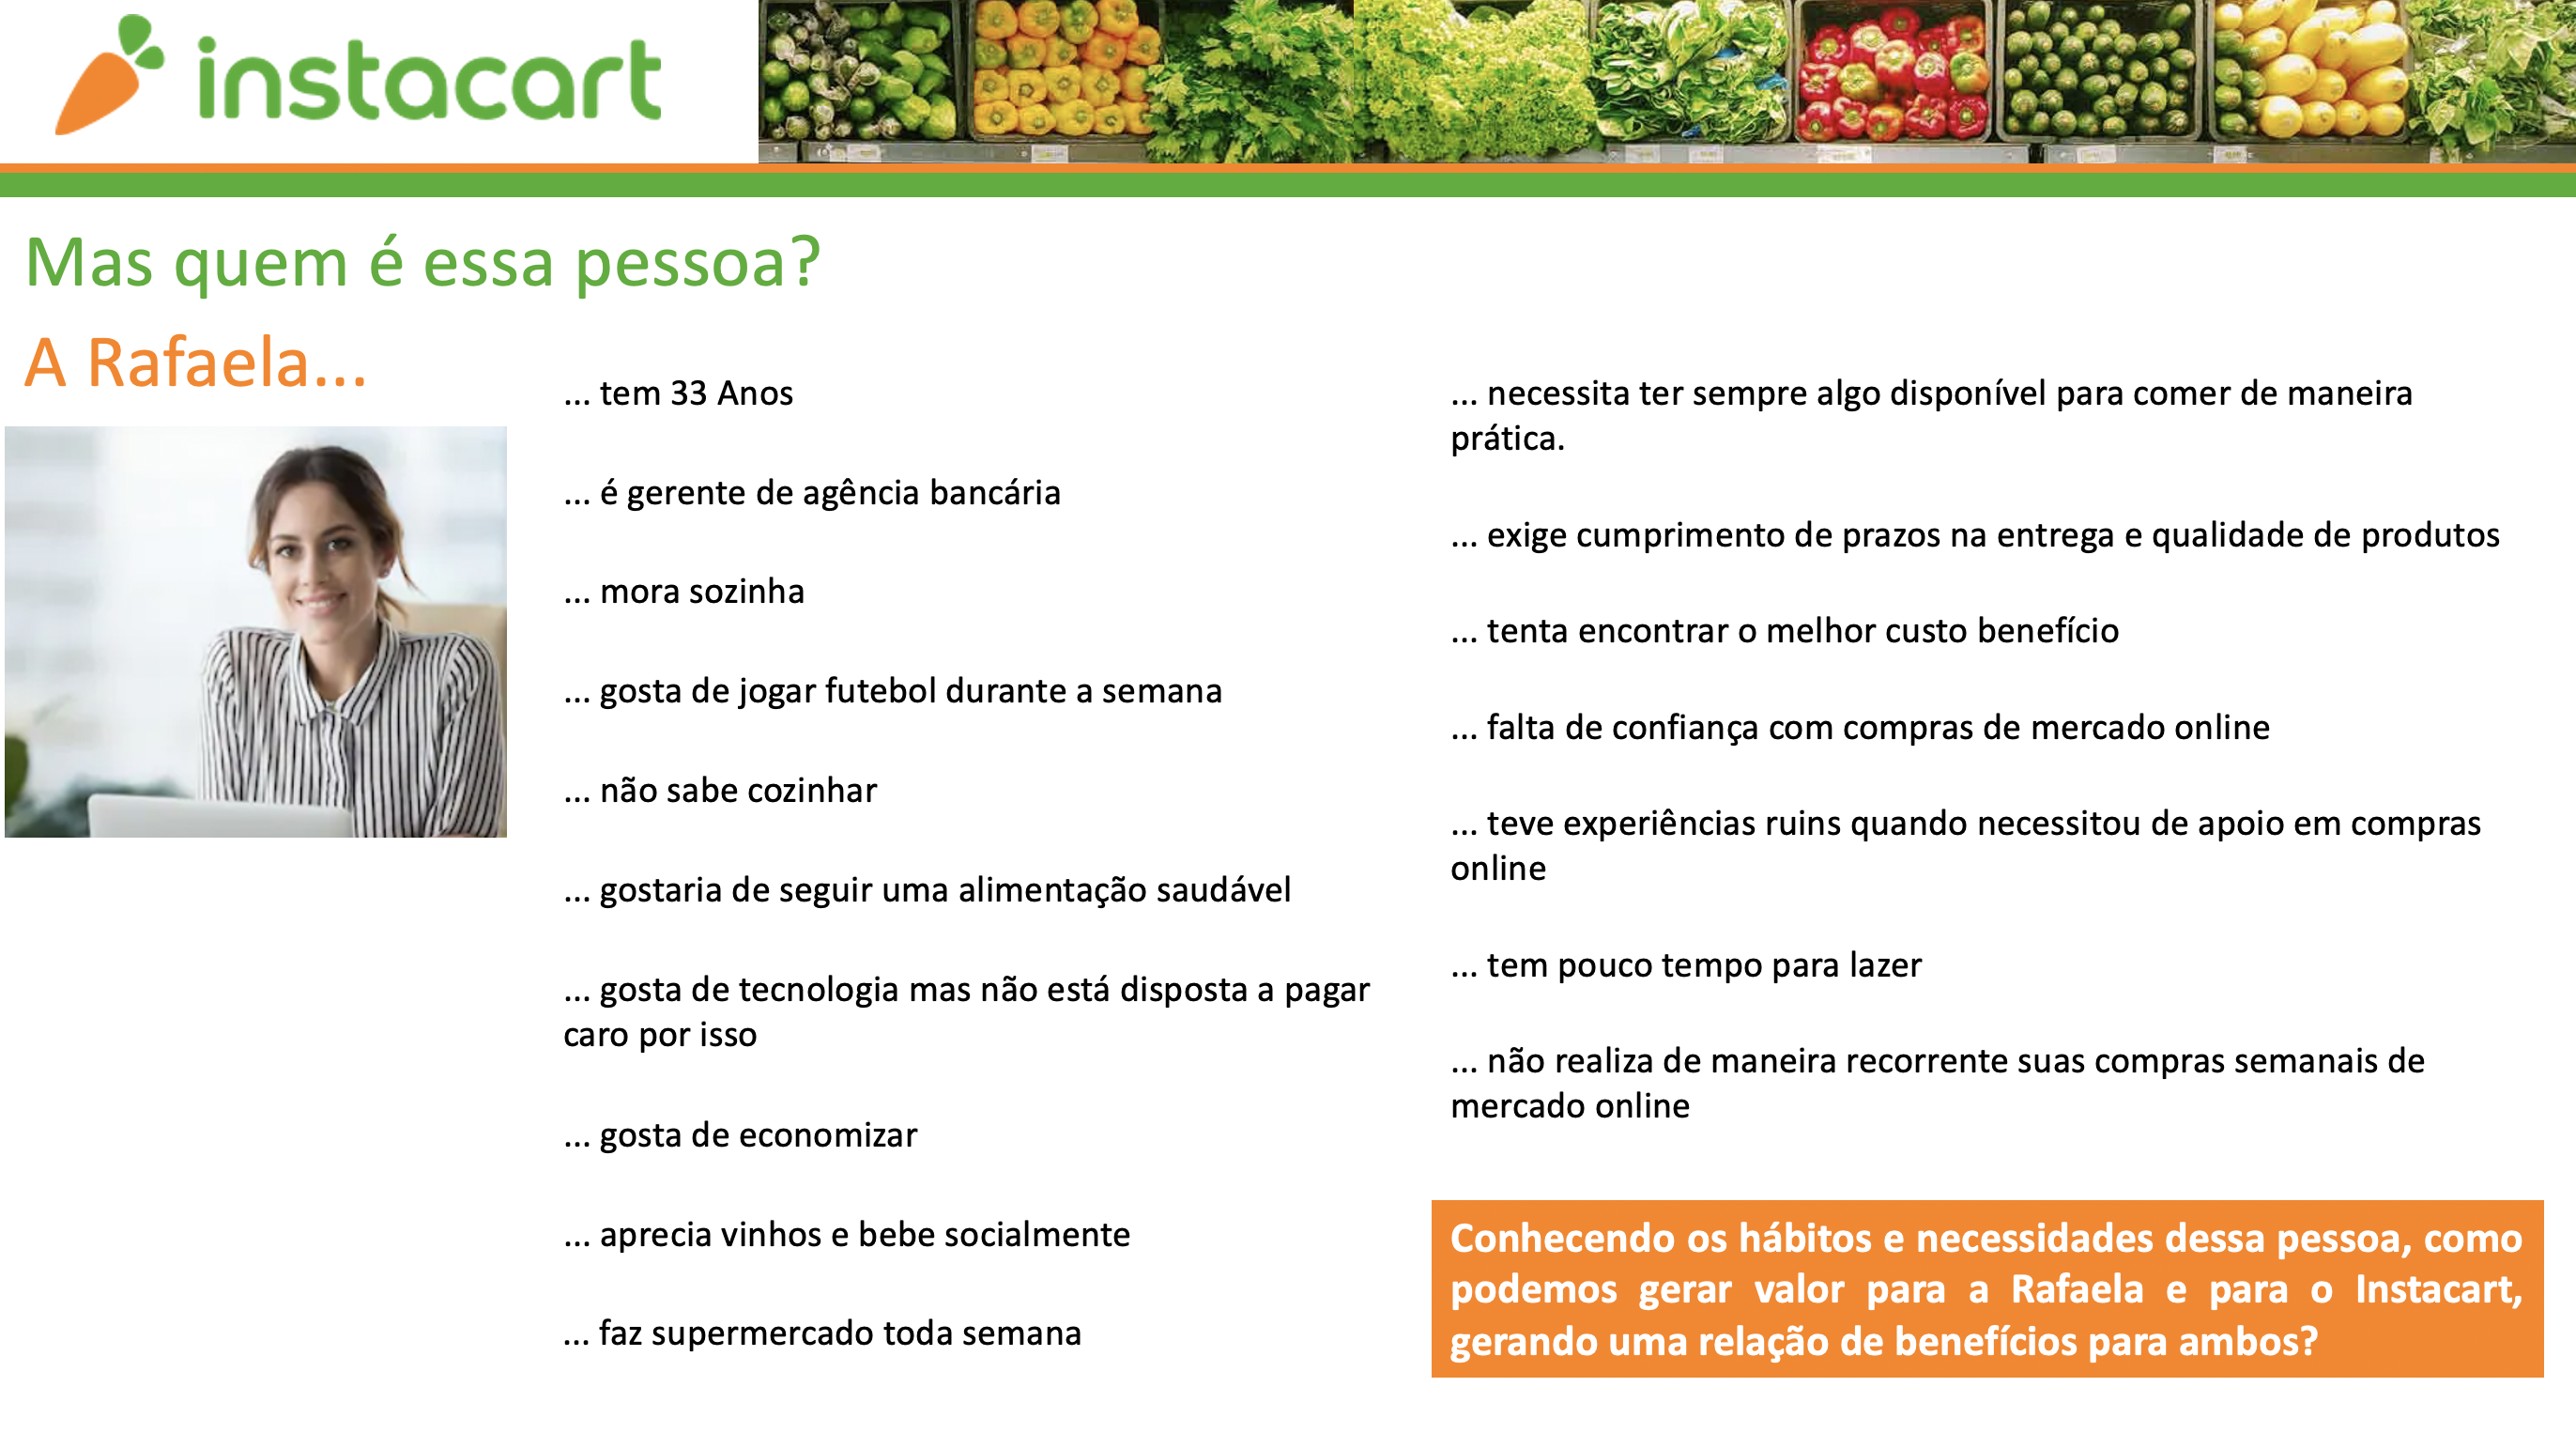 instacart
Mas quem é essa pessoa?
A Rafaela...
... tem 33 Anos
... é gerente de agência bancária
... mora sozinha
... gosta de jogar futebol durante a semana
... não sabe cozinhar
... gostaria de seguir uma alimentação saudável
... gosta de tecnologia mas não está disposta a pagar
caro por isso
... gosta de economizar
... aprecia vinhos e bebe socialmente
... faz supermercado toda semana
... necessita ter sempre algo disponível para comer de maneira
prática.
... exige cumprimento de prazos na entrega e qualidade de produtos
... tenta encontrar o melhor custo benefício
... falta de confiança com compras de mercado online
... teve experiências ruins quando necessitou de apoio em compras
online
... tem pouco tempo para lazer
... não realiza de maneira recorrente suas compras semanais de
mercado online
Conhecendo os hábitos e necessidades dessa pessoa, como
podemos gerar valor para a Rafaela e para o Instacart,
gerando uma relação de benefícios para ambos?